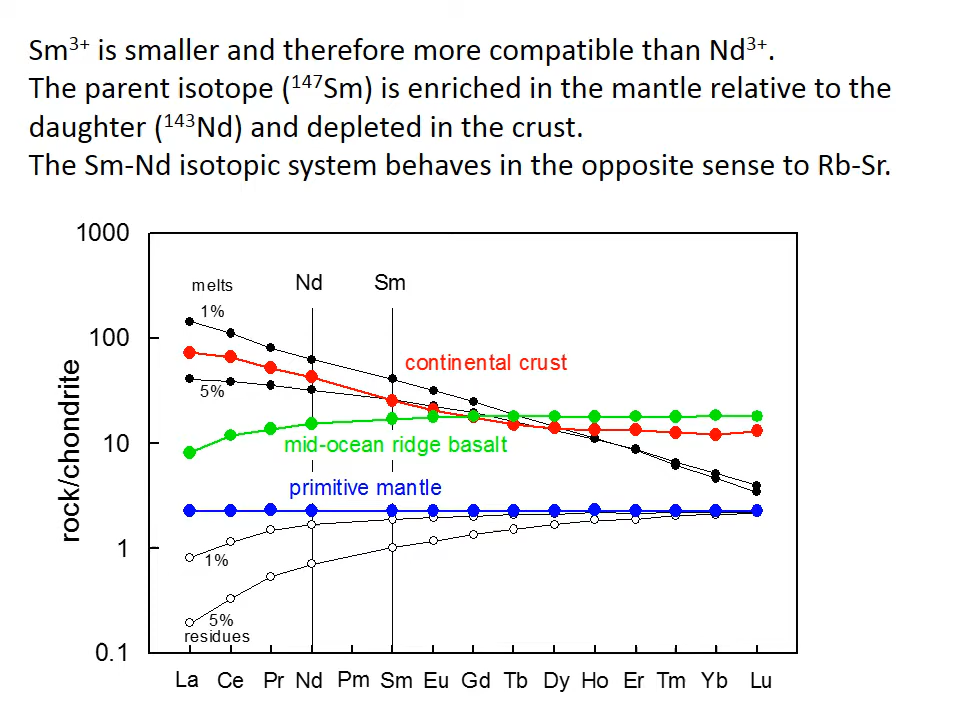 Sm³⁺ is smaller and therefore more compatible than Nd³⁺.
The parent isotope (¹⁴⁷Sm) is enriched in the mantle relative to the
daughter (¹⁴³Nd) and depleted in the crust.
The Sm-Nd isotopic system behaves in the opposite sense to Rb-Sr.
1000
melts
Nd
Sm
1%
100
continental crust
5%
mid-ocean ridge basalt
10
primitive mantle
rock/chondrite
1
1%
5%
residues
0.1
La Ce Pr Nd Pm Sm Eu Gd Tb Dy Ho Er Tm Yb Lu